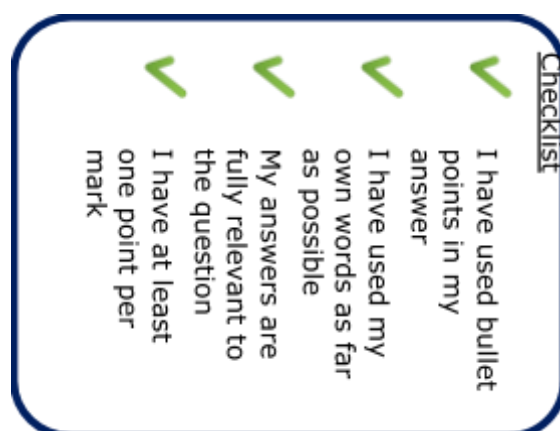 Checklist
I have used bullet
points in my
answer
I have used my
own words as far
as possible
My answers are
fully relevant to
the question
I have at least
one point per
mark